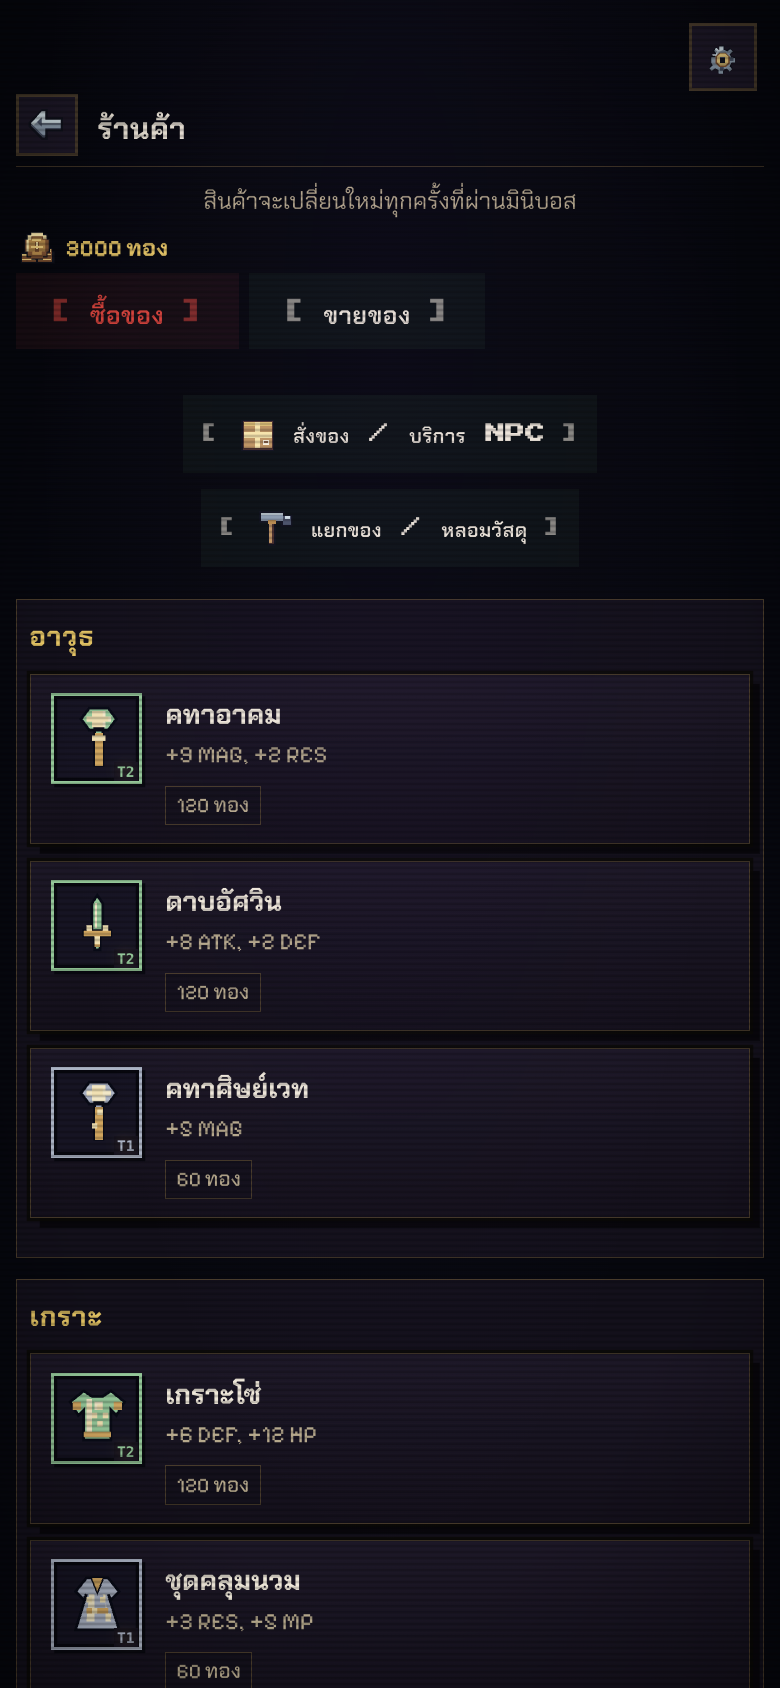 ร้านค้า
สินค้าจะเปลี่ยนใหม่ทุกครั้งที่ผ่านมินิบอส
3000 ทอง
[ ซื้อของ ] [ ขายของ ]
[ สั่งของ / บริการ NPC ]
[ แยกของ / หลอมวัสดุ ]
อาวุธ
คทาอาคม
+9 MAG, +2 RES
T2
120 ทอง
ดาบอัศวิน
+8 ATK, +2 DEF
T2
120 ทอง
คทาศิษย์เวท
+5 MAG
T1
60 ทอง
เกราะ
เกราะโซ่
+6 DEF, +12 HP
T2
120 ทอง
ชุดคลุมนวม
+3 RES, +5 MP
T1
60 ทอง